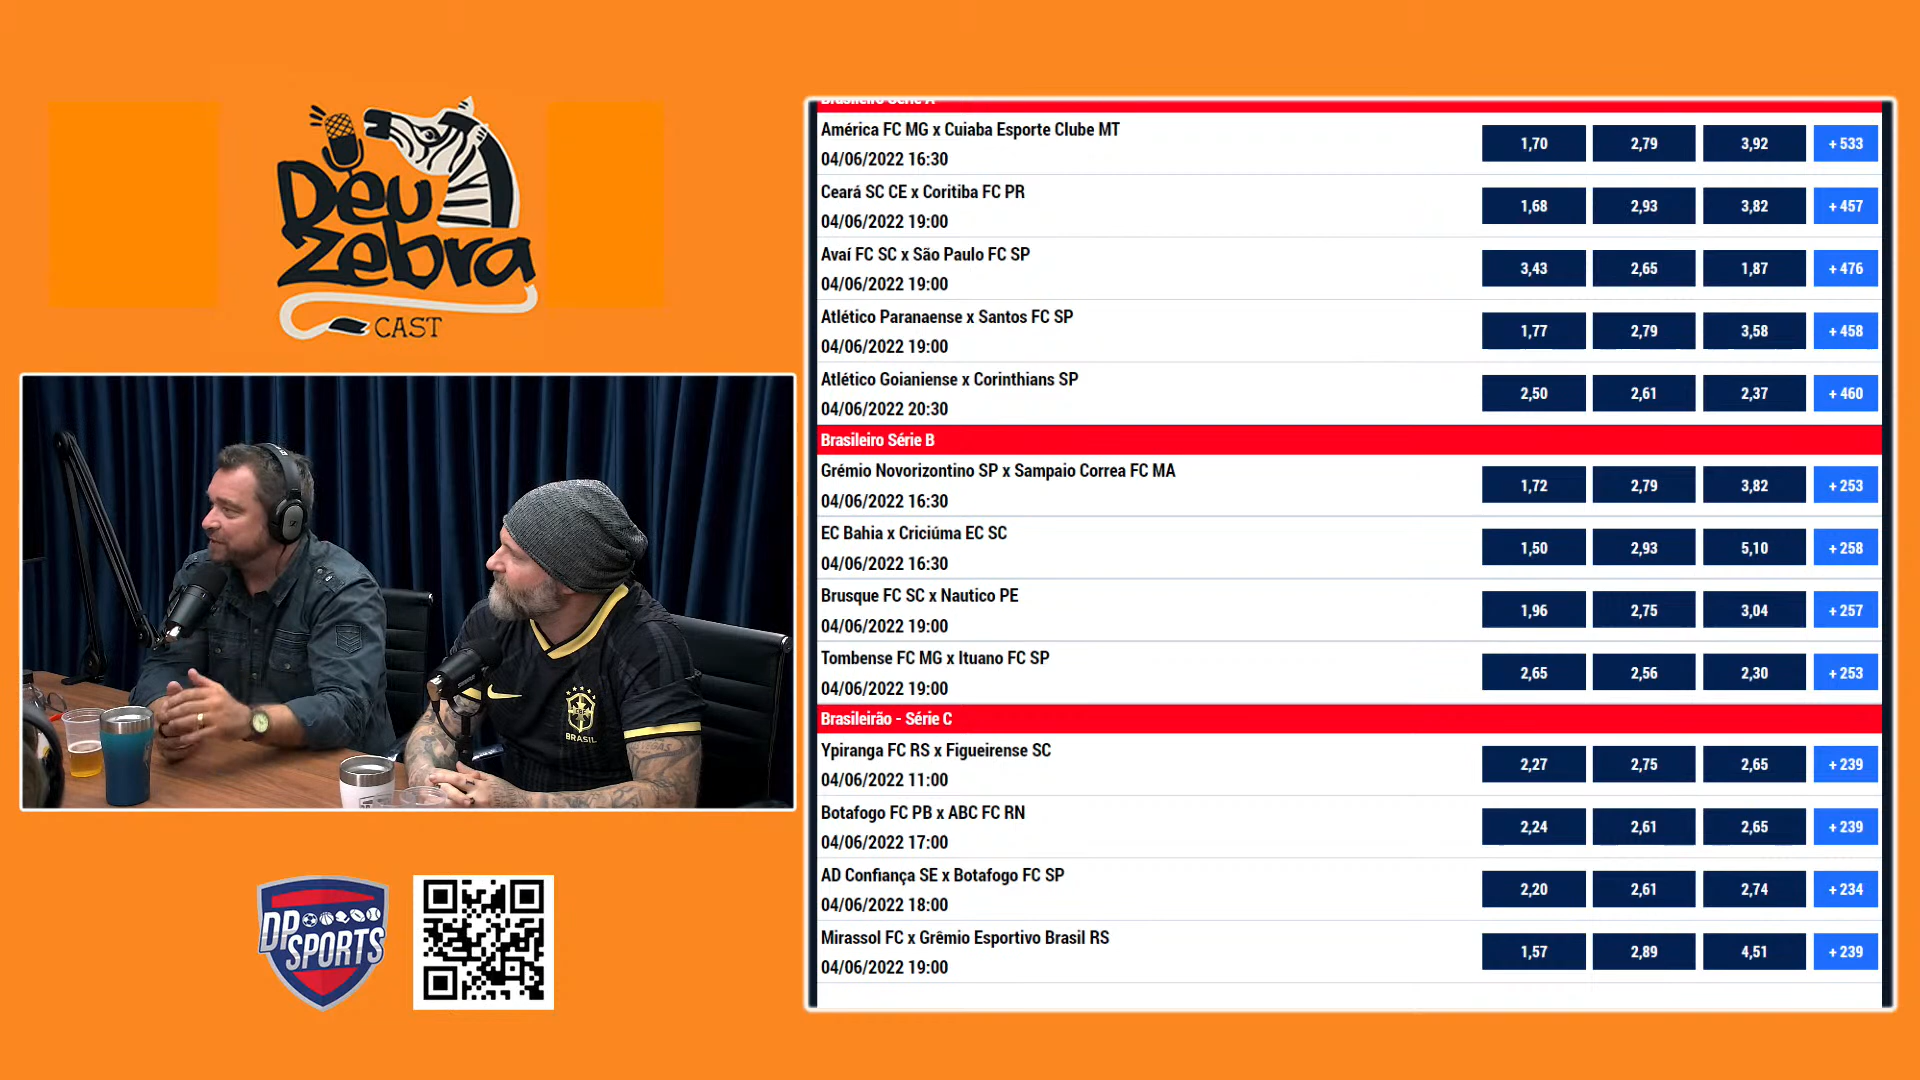 Deu
Zebra
CAST
BRASIL
DP
SPORTS
Brasileiro Série A
América FC MG x Cuiaba Esporte Clube MT
04/06/2022 16:30
1,70 2,79 3,92 + 533
Ceará SC CE x Coritiba FC PR
04/06/2022 19:00
1,68 2,93 3,82 + 457
Avaí FC SC x São Paulo FC SP
04/06/2022 19:00
3,43 2,65 1,87 + 476
Atlético Paranaense x Santos FC SP
04/06/2022 19:00
1,77 2,79 3,58 + 458
Atlético Goianiense x Corinthians SP
04/06/2022 20:30
2,50 2,61 2,37 + 460
Brasileiro Série B
Grémio Novorizontino SP x Sampaio Correa FC MA
04/06/2022 16:30
1,72 2,79 3,82 + 253
EC Bahia x Criciúma EC SC
04/06/2022 16:30
1,50 2,93 5,10 + 258
Brusque FC SC x Nautico PE
04/06/2022 19:00
1,96 2,75 3,04 + 257
Tombense FC MG x Ituano FC SP
04/06/2022 19:00
2,65 2,56 2,30 + 253
Brasileirão - Série C
Ypiranga FC RS x Figueirense SC
04/06/2022 11:00
2,27 2,75 2,65 + 239
Botafogo FC PB x ABC FC RN
04/06/2022 17:00
2,24 2,61 2,65 + 239
AD Confiança SE x Botafogo FC SP
04/06/2022 18:00
2,20 2,61 2,74 + 234
Mirassol FC x Grêmio Esportivo Brasil RS
04/06/2022 19:00
1,57 2,89 4,51 + 239